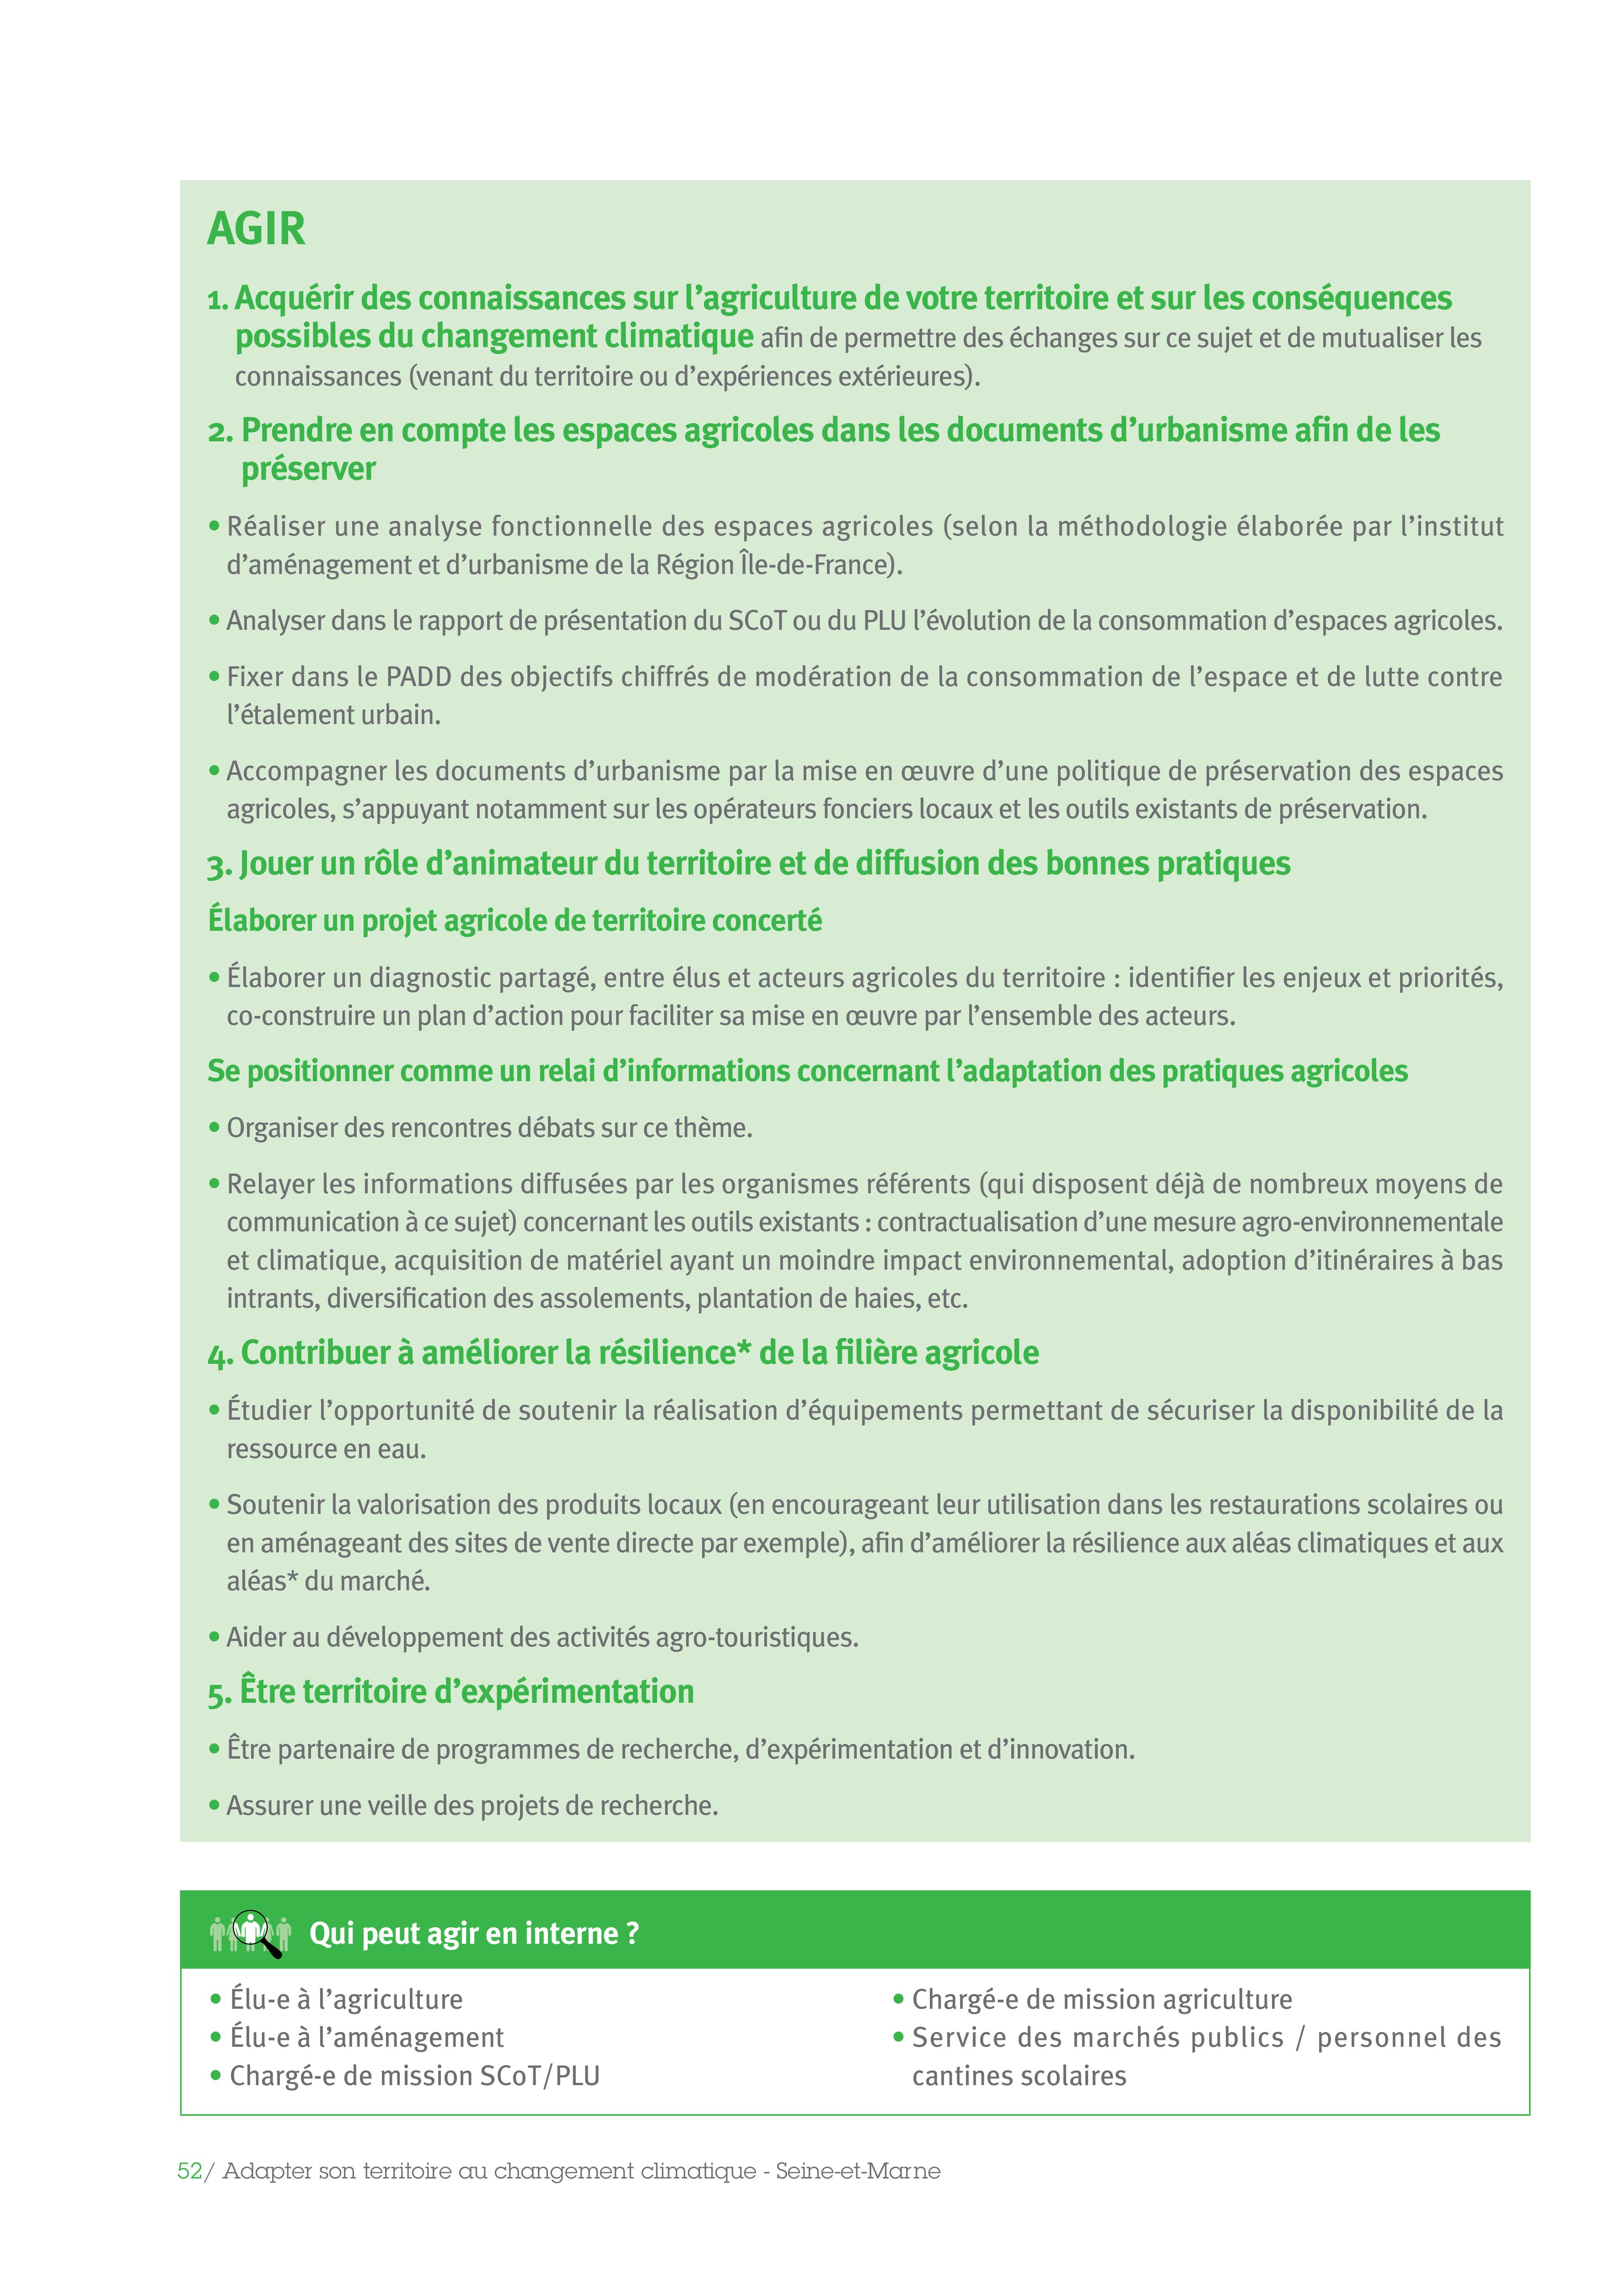 AGIR
1. Acquérir des connaissances sur l’agriculture de votre territoire et sur les conséquences
possibles du changement climatique afin de permettre des échanges sur ce sujet et de mutualiser les
connaissances (venant du territoire ou d’expériences extérieures).
2. Prendre en compte les espaces agricoles dans les documents d’urbanisme afin de les
préserver
• Réaliser une analyse fonctionnelle des espaces agricoles (selon la méthodologie élaborée par l’institut
d’aménagement et d’urbanisme de la Région Île-de-France).
• Analyser dans le rapport de présentation du SCoT ou du PLU l’évolution de la consommation d’espaces agricoles.
• Fixer dans le PADD des objectifs chiffrés de modération de la consommation de l’espace et de lutte contre
l’étalement urbain.
• Accompagner les documents d’urbanisme par la mise en œuvre d’une politique de préservation des espaces
agricoles, s’appuyant notamment sur les opérateurs fonciers locaux et les outils existants de préservation.
3. Jouer un rôle d’animateur du territoire et de diffusion des bonnes pratiques
Élaborer un projet agricole de territoire concerté
• Élaborer un diagnostic partagé, entre élus et acteurs agricoles du territoire : identifier les enjeux et priorités,
co-construire un plan d’action pour faciliter sa mise en œuvre par l’ensemble des acteurs.
Se positionner comme un relai d’informations concernant l’adaptation des pratiques agricoles
• Organiser des rencontres débats sur ce thème.
• Relayer les informations diffusées par les organismes référents (qui disposent déjà de nombreux moyens de
communication à ce sujet) concernant les outils existants : contractualisation d’une mesure agro-environnementale
et climatique, acquisition de matériel ayant un moindre impact environnemental, adoption d’itinéraires à bas
intrants, diversification des assolements, plantation de haies, etc.
4. Contribuer à améliorer la résilience* de la filière agricole
• Étudier l’opportunité de soutenir la réalisation d’équipements permettant de sécuriser la disponibilité de la
ressource en eau.
• Soutenir la valorisation des produits locaux (en encourageant leur utilisation dans les restaurations scolaires ou
en aménageant des sites de vente directe par exemple), afin d’améliorer la résilience aux aléas climatiques et aux
aléas* du marché.
• Aider au développement des activités agro-touristiques.
5. Être territoire d’expérimentation
• Être partenaire de programmes de recherche, d’expérimentation et d’innovation.
• Assurer une veille des projets de recherche.
Qui peut agir en interne ?
• Élu-e à l’agriculture
• Élu-e à l’aménagement
• Chargé-e de mission SCoT/PLU
• Chargé-e de mission agriculture
• Service des marchés publics / personnel des
cantines scolaires
52/ Adapter son territoire au changement climatique - Seine-et-Marne